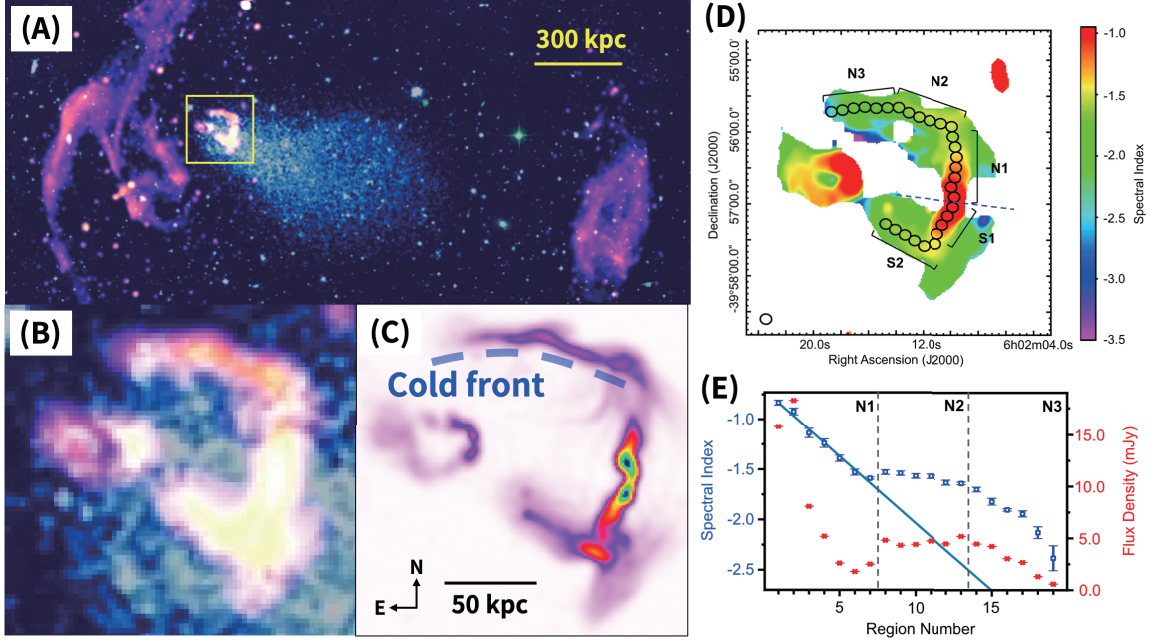 (A)
300 kpc
(B)
(C)
Cold front
N
E
50 kpc
(D)
55'00.0"
56'00.0"
57'00.0"
-39°58'00.0"
Declination (J2000)
N3
N2
N1
S1
S2
20.0s
12.0s
6h02m04.0s
Right Ascension (J2000)
-1.0
-1.5
-2.0
-2.5
-3.0
-3.5
Spectral Index
(E)
N1
N2
N3
-1.0
-1.5
-2.0
-2.5
Spectral Index
15.0
10.0
5.0
0.0
Flux Density (mJy)
5
10
15
Region Number